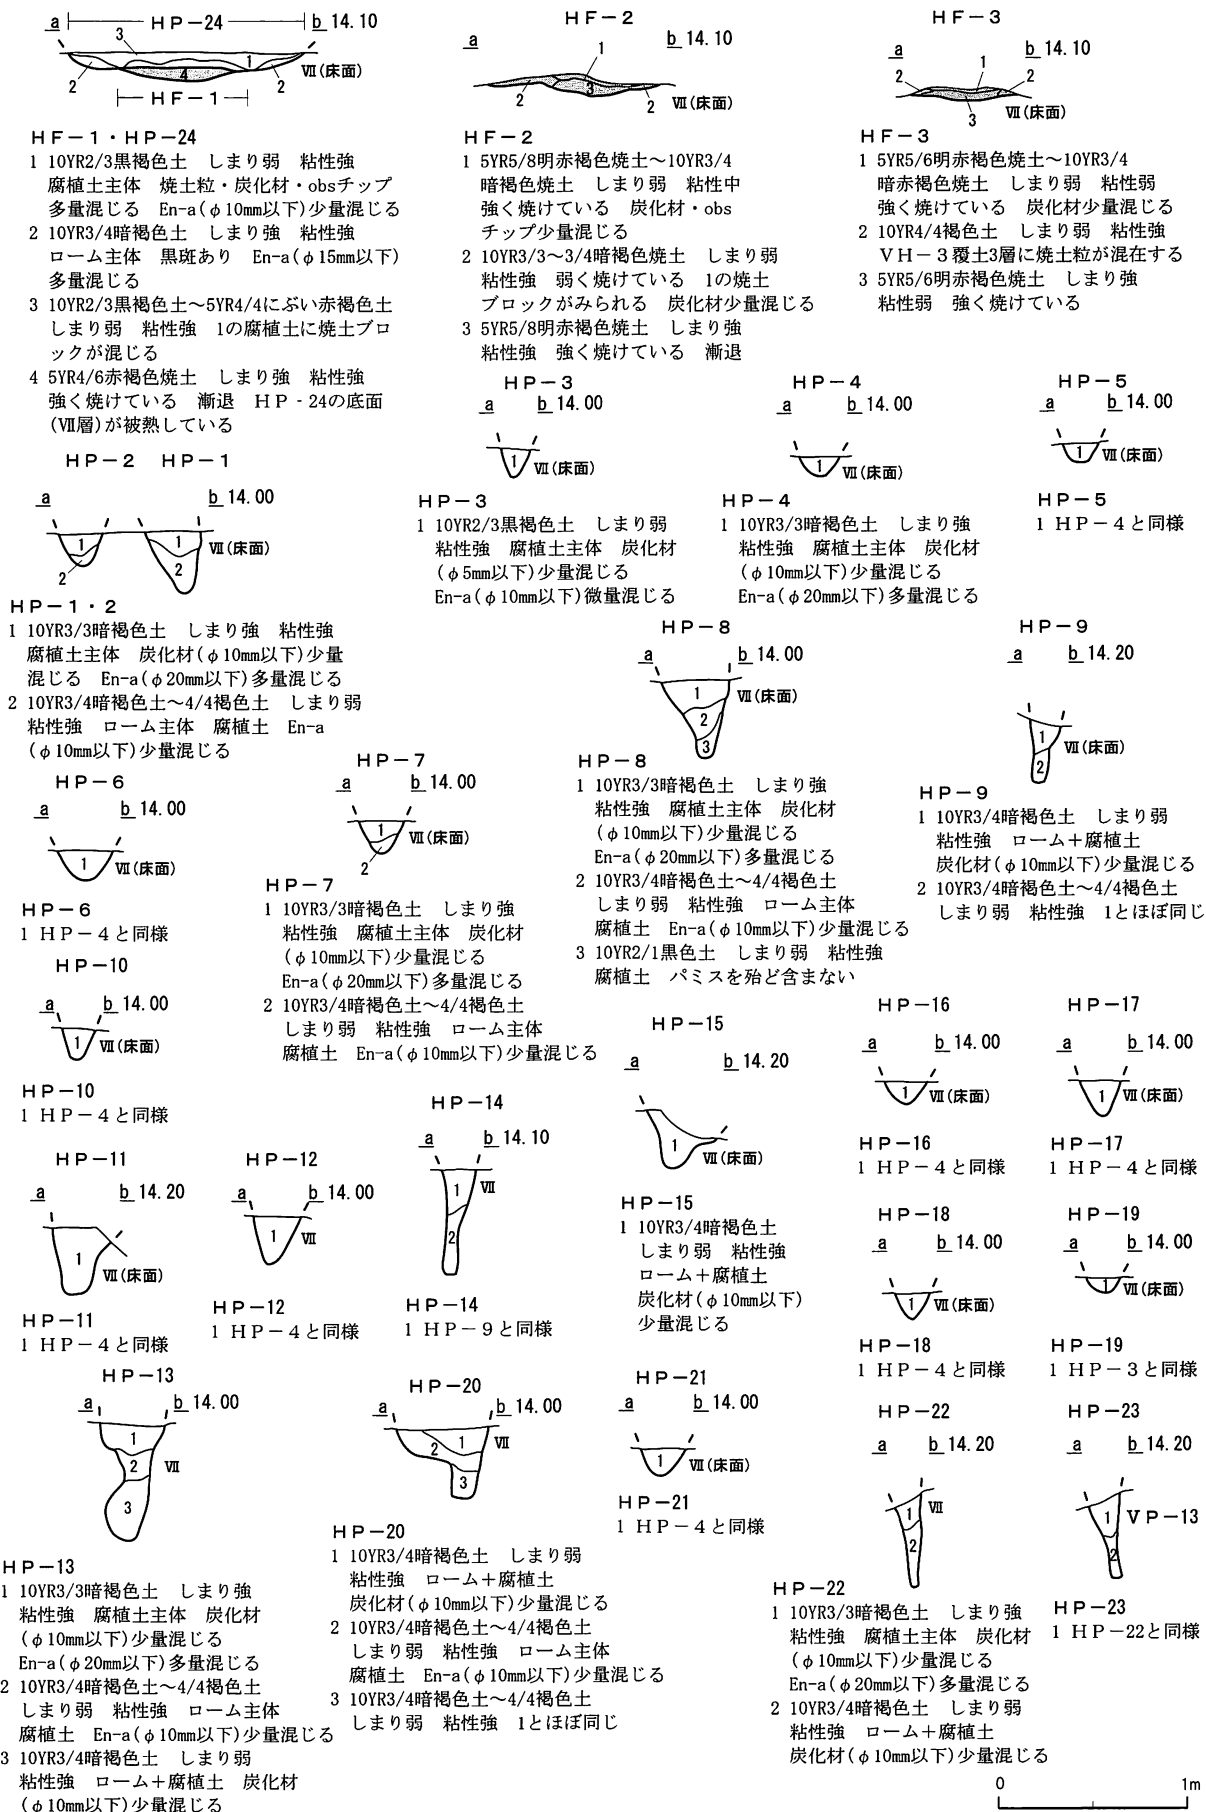 a HP-24 b 14.10
3
1
4
2
2
Ⅶ(床面)
HF-1
HF-1・HP-24
1 10YR2/3黒褐色土 しまり弱 粘性強
腐植土主体 焼土粒・炭化材・obsチップ
多量混じる En-a(φ10mm以下)少量混じる
2 10YR3/4暗褐色土 しまり強 粘性強
ローム主体 黒斑あり En-a(φ15mm以下)
多量混じる
3 10YR2/3黒褐色土～5YR4/4にぶい赤褐色土
しまり弱 粘性強 1の腐植土に焼土ブロ
ックが混じる
4 5YR4/6赤褐色焼土 しまり強 粘性強
強く焼けている 漸退 HP‐24の底面
(Ⅶ層)が被熱している
HF-2
a b 14.10
1
2
3
2
Ⅶ(床面)
HF-2
1 5YR5/8明赤褐色焼土～10YR3/4
暗褐色焼土 しまり弱 粘性中
強く焼けている 炭化材・obs
チップ少量混じる
2 10YR3/3～3/4暗褐色焼土 しまり弱
粘性強 弱く焼けている 1の焼土
ブロックがみられる 炭化材少量混じる
3 5YR5/8明赤褐色焼土 しまり強
粘性強 強く焼けている 漸退
HF-3
a b 14.10
2
1
2
3
Ⅶ(床面)
HF-3
1 5YR5/6明赤褐色焼土～10YR3/4
暗赤褐色焼土 しまり弱 粘性弱
強く焼けている 炭化材少量混じる
2 10YR4/4褐色土 しまり弱 粘性強
VH-3覆土3層に焼土粒が混在する
3 5YR5/6明赤褐色焼土 しまり強
粘性弱 強く焼けている
HP-2 HP-1
a b 14.00
1
2
1
2
Ⅶ(床面)
HP-1・2
1 10YR3/3暗褐色土 しまり強 粘性強
腐植土主体 炭化材(φ10mm以下)少量
混じる En-a(φ20mm以下)多量混じる
2 10YR3/4暗褐色土～4/4褐色土 しまり弱
粘性強 ローム主体 腐植土 En-a
(φ10mm以下)少量混じる
HP-3
a b 14.00
1 Ⅶ(床面)
HP-3
1 10YR2/3黒褐色土 しまり弱
粘性強 腐植土主体 炭化材
(φ5mm以下)少量混じる
En-a(φ10mm以下)微量混じる
HP-4
a b 14.00
1 Ⅶ(床面)
HP-4
1 10YR3/3暗褐色土 しまり強
粘性強 腐植土主体 炭化材
(φ10mm以下)少量混じる
En-a(φ20mm以下)多量混じる
HP-5
a b 14.00
1 Ⅶ(床面)
HP-5
1 HP-4と同様
HP-6
a b 14.00
1 Ⅶ(床面)
HP-6
1 HP-4と同様
HP-7
a b 14.00
1
2
Ⅶ(床面)
HP-7
1 10YR3/3暗褐色土 しまり強
粘性強 腐植土主体 炭化材
(φ10mm以下)少量混じる
En-a(φ20mm以下)多量混じる
2 10YR3/4暗褐色土～4/4褐色土
しまり弱 粘性強 ローム主体
腐植土 En-a(φ10mm以下)少量混じる
HP-8
a b 14.00
1
2
3
Ⅶ(床面)
HP-8
1 10YR3/3暗褐色土 しまり強
粘性強 腐植土主体 炭化材
(φ10mm以下)少量混じる
En-a(φ20mm以下)多量混じる
2 10YR3/4暗褐色土～4/4褐色土
しまり弱 粘性強 ローム主体
腐植土 En-a(φ10mm以下)少量混じる
3 10YR2/1黒色土 しまり弱 粘性強
腐植土 パミスを殆ど含まない
HP-9
a b 14.20
1
2
Ⅶ(床面)
HP-9
1 10YR3/4暗褐色土 しまり弱
粘性強 ローム＋腐植土
炭化材(φ10mm以下)少量混じる
2 10YR3/4暗褐色土～4/4褐色土
しまり弱 粘性強 1とほぼ同じ
HP-10
a b 14.00
1 Ⅶ(床面)
HP-10
1 HP-4と同様
HP-11
a b 14.20
1 Ⅶ(床面)
HP-11
1 HP-4と同様
HP-12
a b 14.00
1 Ⅶ
HP-12
1 HP-4と同様
HP-14
a b 14.10
1
2
Ⅶ
HP-14
1 HP-9と同様
HP-15
a b 14.20
1 Ⅶ(床面)
HP-15
1 10YR3/4暗褐色土
しまり弱 粘性強
ローム＋腐植土
炭化材(φ10mm以下)
少量混じる
HP-16
a b 14.00
1 Ⅶ(床面)
HP-16
1 HP-4と同様
HP-17
a b 14.00
1 Ⅶ(床面)
HP-17
1 HP-4と同様
HP-18
a b 14.00
1 Ⅶ(床面)
HP-18
1 HP-4と同様
HP-19
a b 14.00
1 Ⅶ(床面)
HP-19
1 HP-3と同様
HP-13
a b 14.00
1
2
3
Ⅶ
HP-13
1 10YR3/3暗褐色土 しまり強
粘性強 腐植土主体 炭化材
(φ10mm以下)少量混じる
En-a(φ20mm以下)多量混じる
2 10YR3/4暗褐色土～4/4褐色土
しまり弱 粘性強 ローム主体
腐植土 En-a(φ10mm以下)少量混じる
3 10YR3/4暗褐色土 しまり弱
粘性強 ローム＋腐植土 炭化材
(φ10mm以下)少量混じる
HP-20
a b 14.00
1
2
3
Ⅶ
HP-20
1 10YR3/4暗褐色土 しまり弱
粘性強 ローム＋腐植土
炭化材(φ10mm以下)少量混じる
2 10YR3/4暗褐色土～4/4褐色土
しまり弱 粘性強 ローム主体
腐植土 En-a(φ10mm以下)少量混じる
3 10YR3/4暗褐色土～4/4褐色土
しまり弱 粘性強 1とほぼ同じ
HP-21
a b 14.00
1 Ⅶ(床面)
HP-21
1 HP-4と同様
HP-22
a b 14.20
1
2
Ⅶ
HP-22
1 10YR3/3暗褐色土 しまり強
粘性強 腐植土主体 炭化材
(φ10mm以下)少量混じる
En-a(φ20mm以下)多量混じる
2 10YR3/4暗褐色土 しまり弱
粘性強 ローム＋腐植土
炭化材(φ10mm以下)少量混じる
HP-23
a b 14.20
1
2
VP-13
HP-23
1 HP-22と同様
0 1m